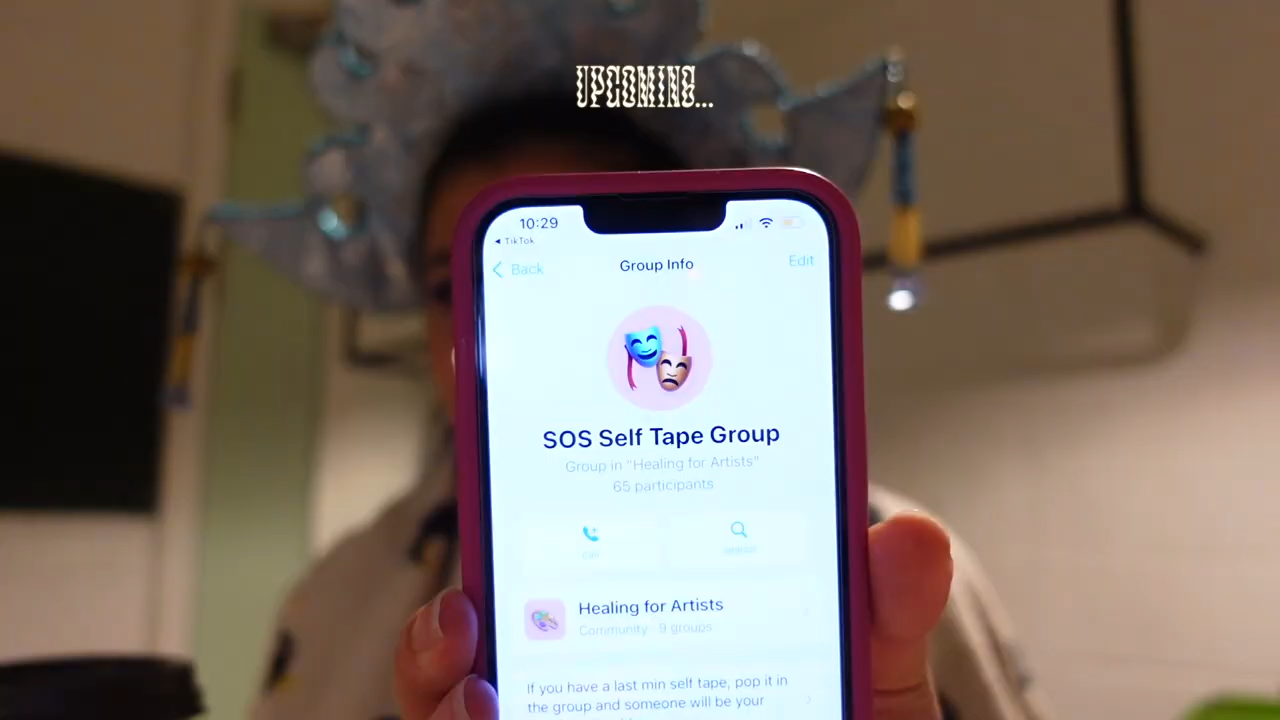 UPCOMING...
10:29
◀ TikTok
Back
Group Info
Edit
SOS Self Tape Group
Group in "Healing for Artists"
65 participants
Call
Search
Healing for Artists
Community · 9 groups
If you have a last min self tape, pop it in
the group and someone will be your